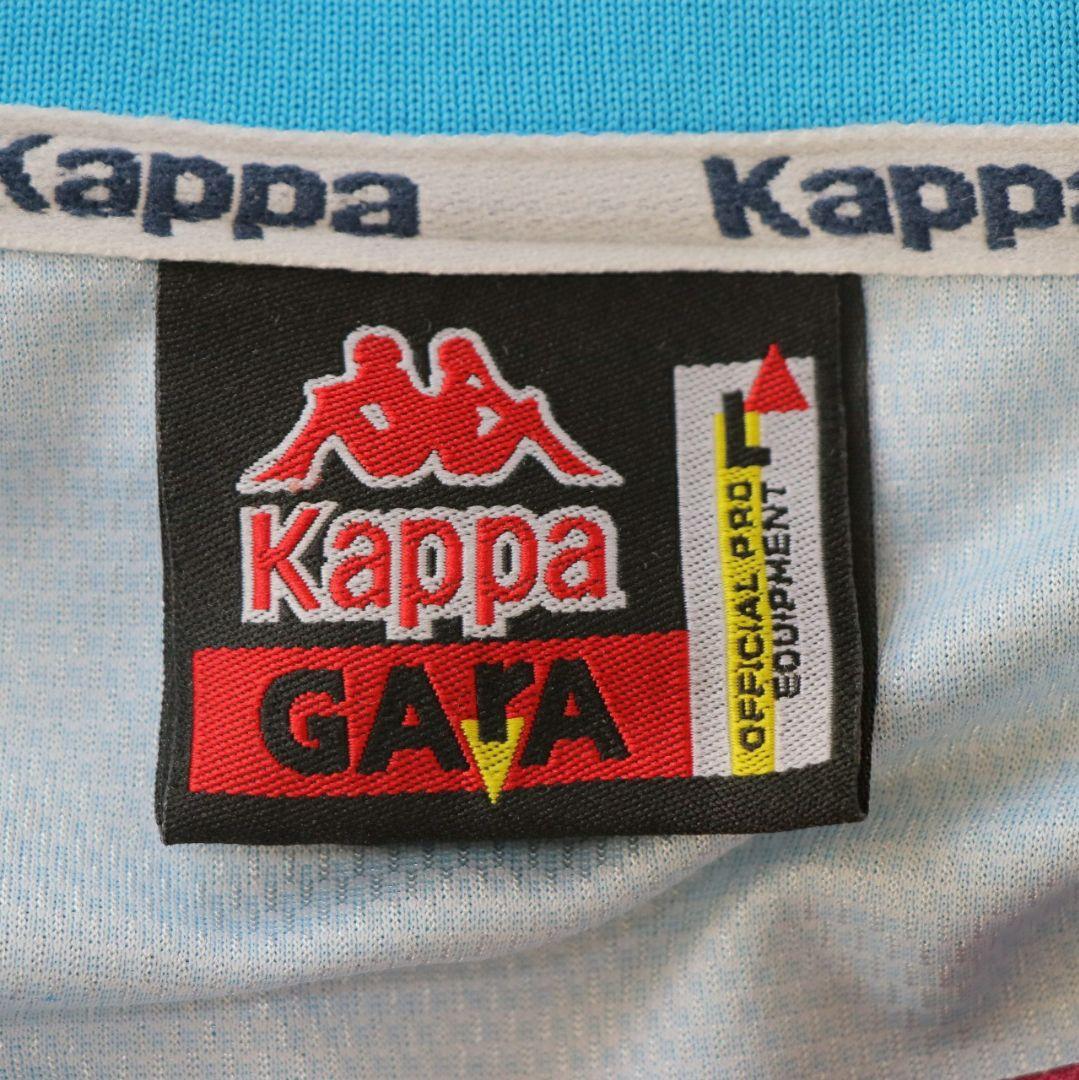 Kappa Kappa
Kappa
GArA
L
OFFICIAL PRO
EQUIPMENT